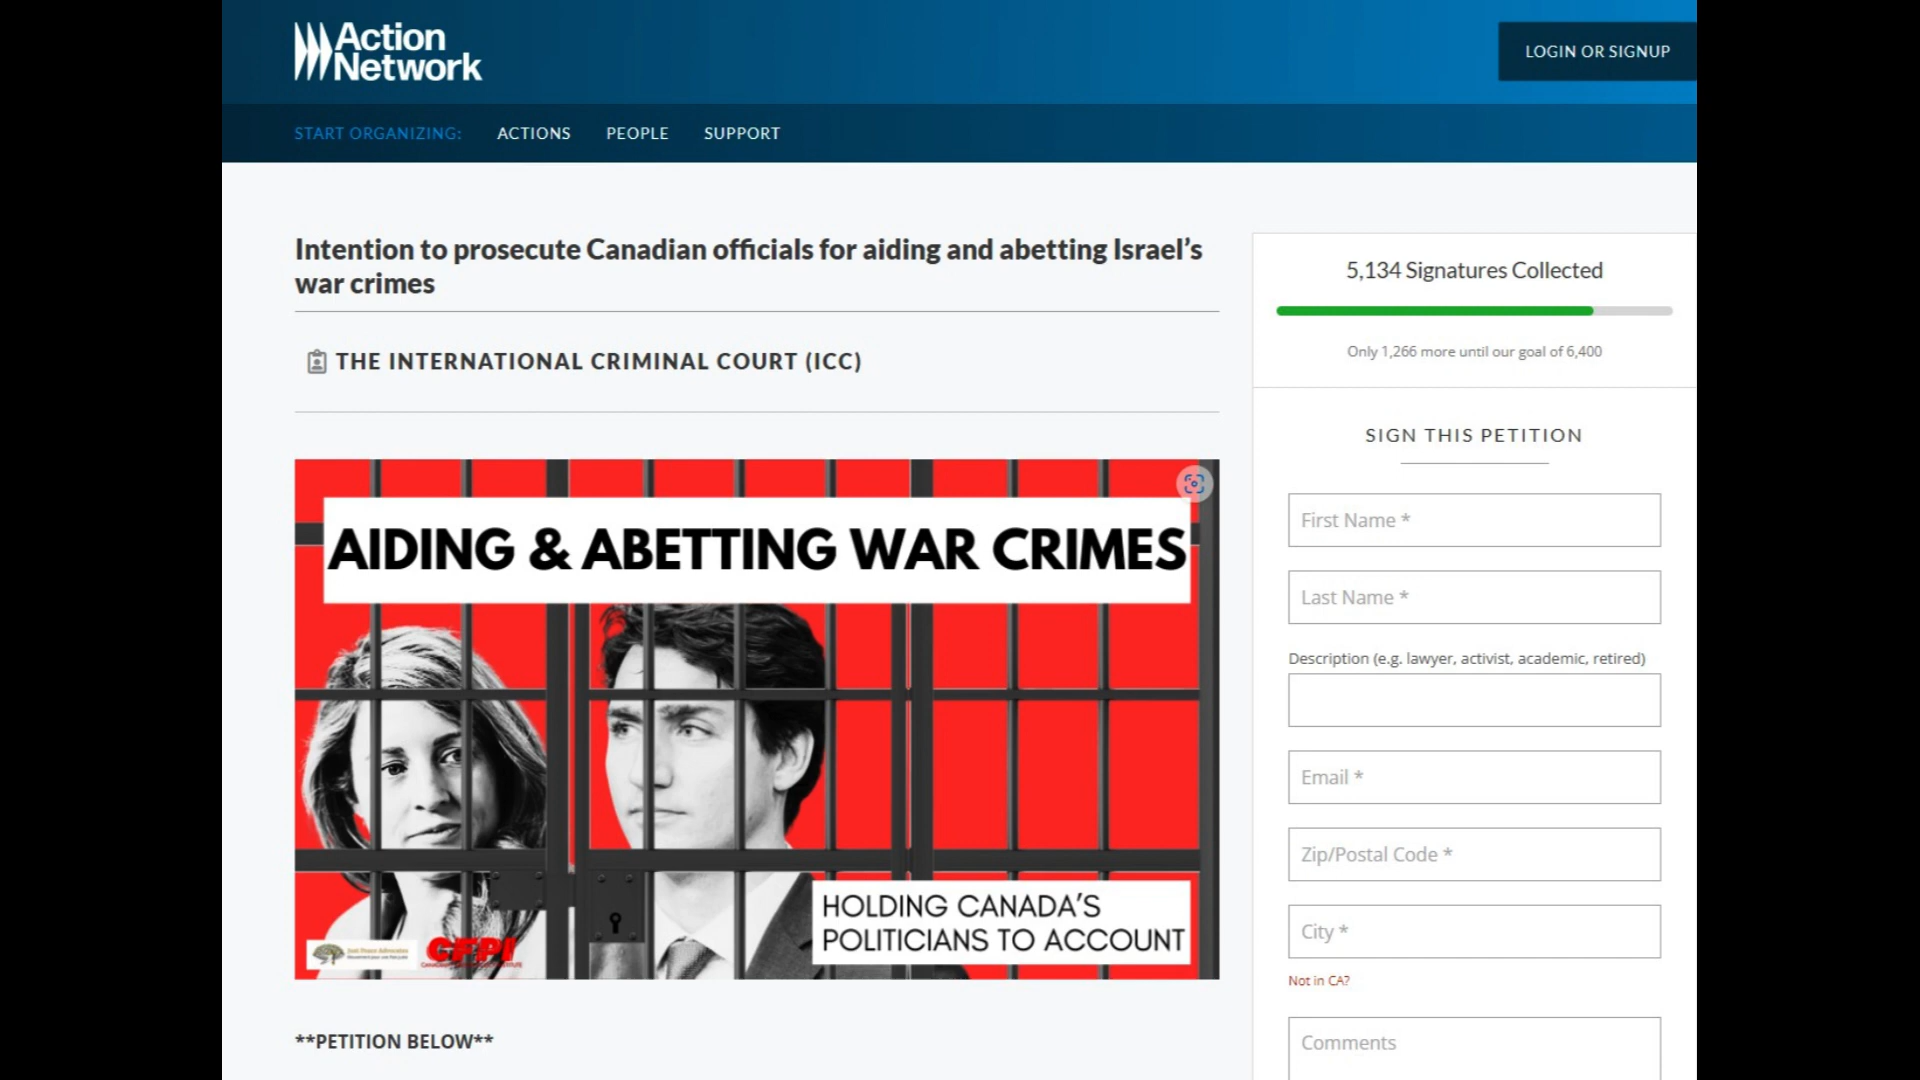 Action
Network
LOGIN OR SIGNUP
START ORGANIZING:
ACTIONS
PEOPLE
SUPPORT
Intention to prosecute Canadian officials for aiding and abetting Israel’s
war crimes
THE INTERNATIONAL CRIMINAL COURT (ICC)
AIDING & ABETTING WAR CRIMES
HOLDING CANADA’S
POLITICIANS TO ACCOUNT
Just Peace Advocates
CFPI
**PETITION BELOW**
5,134 Signatures Collected
Only 1,266 more until our goal of 6,400
SIGN THIS PETITION
First Name *
Last Name *
Description (e.g. lawyer, activist, academic, retired)
Email *
Zip/Postal Code *
City *
Not in CA?
Comments